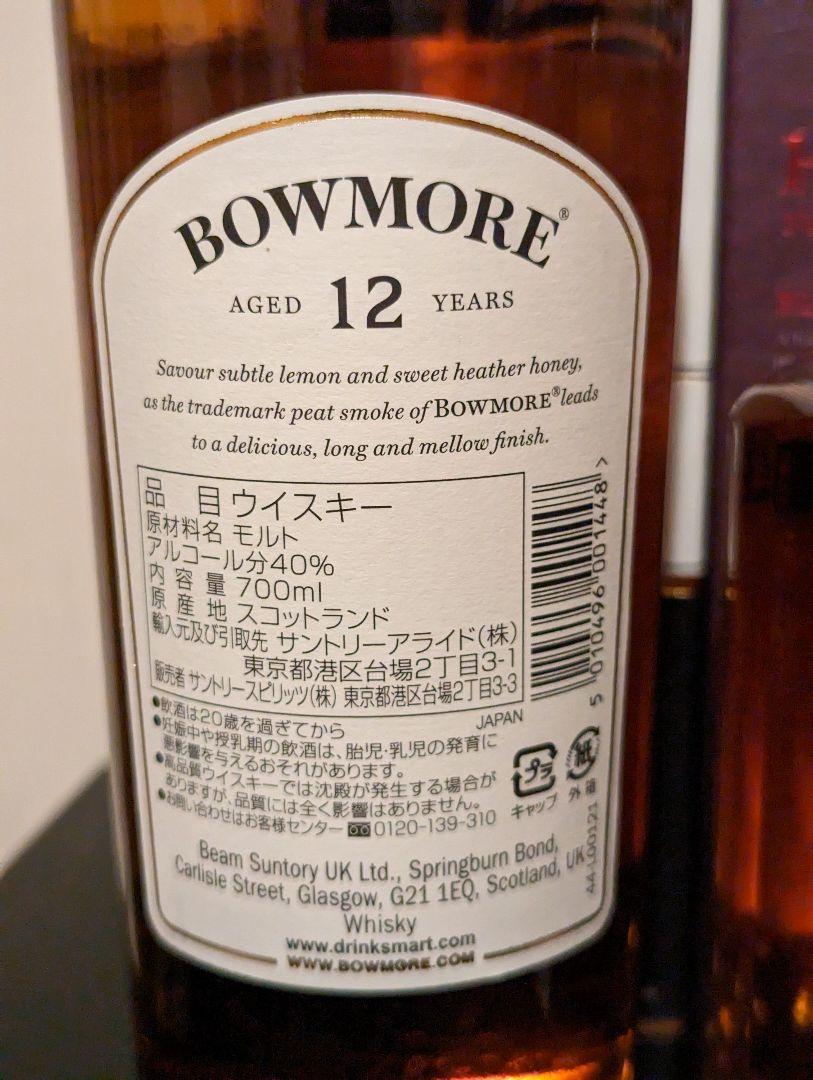 BOWMORE®
AGED 12 YEARS
Savour subtle lemon and sweet heather honey,
as the trademark peat smoke of BOWMORE® leads
to a delicious, long and mellow finish.
品 目 ウイスキー
原材料名 モルト
アルコール分40%
内容量 700ml
原産地 スコットランド
輸入元及び引取先 サントリーアライド(株)
東京都港区台場2丁目3-1
販売者 サントリースピリッツ(株) 東京都港区台場2丁目3-3
JAPAN
●飲酒は20歳を過ぎてから
●妊娠中や授乳期の飲酒は、胎児・乳児の発育に
悪影響を与えるおそれがあります。
●高品質ウイスキーでは沈殿が発生する場合が
ありますが、品質には全く影響はありません。
●お問い合わせはお客様センター 0120-139-310
5 010496 001448 >
プラ
キャップ
紙
外箱
44-L00121
Beam Suntory UK Ltd., Springburn Bond,
Carlisle Street, Glasgow, G21 1EQ, Scotland, UK
Whisky
www.drinksmart.com
WWW.BOWMORE.COM